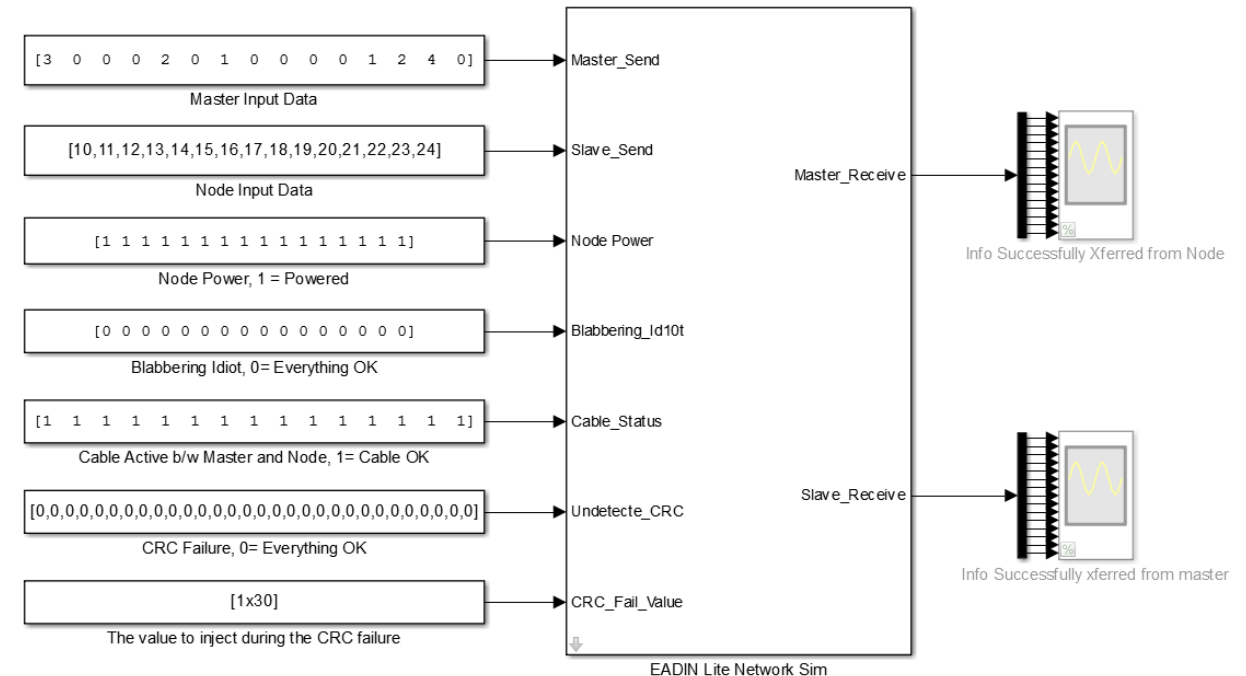 [3 0 0 0 2 0 1 0 0 0 0 1 2 4 0]
Master Input Data
Master_Send
[10,11,12,13,14,15,16,17,18,19,20,21,22,23,24]
Node Input Data
Slave_Send
Master_Receive
[1 1 1 1 1 1 1 1 1 1 1 1 1 1 1 1]
Node Power, 1 = Powered
Node Power
%
Info Successfully Xferred from Node
[0 0 0 0 0 0 0 0 0 0 0 0 0 0 0 0]
Blabbering Idiot, 0= Everything OK
Blabbering_Id10t
[1 1 1 1 1 1 1 1 1 1 1 1 1 1 1]
Cable Active b/w Master and Node, 1= Cable OK
Cable_Status
Slave_Receive
[0,0,0,0,0,0,0,0,0,0,0,0,0,0,0,0,0,0,0,0,0,0,0,0,0,0,0,0,0,0]
CRC Failure, 0= Everything OK
Undetecte_CRC
%
Info Successfully xferred from master
[1x30]
The value to inject during the CRC failure
CRC_Fail_Value
EADIN Lite Network Sim